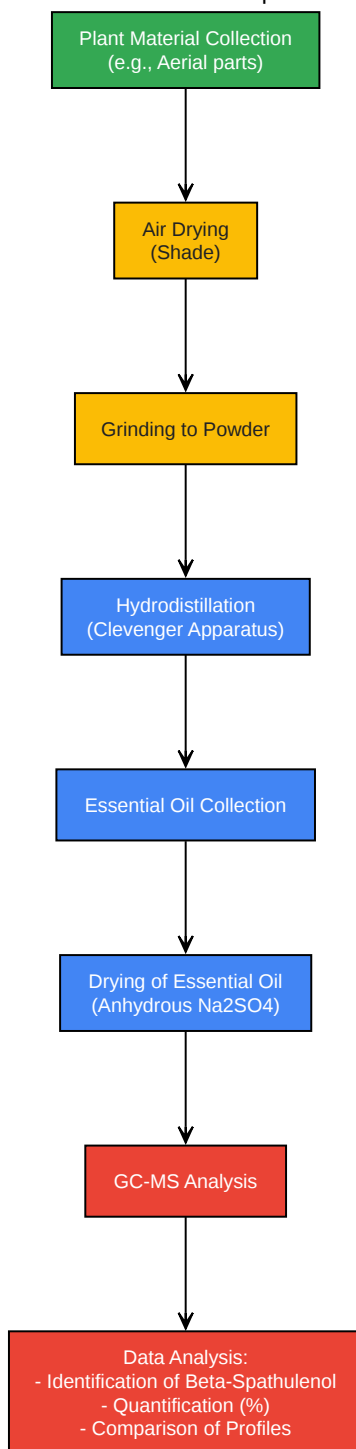 Plant Material Collection
(e.g., Aerial parts)
Air Drying
(Shade)
Grinding to Powder
Hydrodistillation
(Clevenger Apparatus)
Essential Oil Collection
Drying of Essential Oil
(Anhydrous Na2SO4)
GC-MS Analysis
Data Analysis:
- Identification of Beta-Spathulenol
- Quantification (%)
- Comparison of Profiles